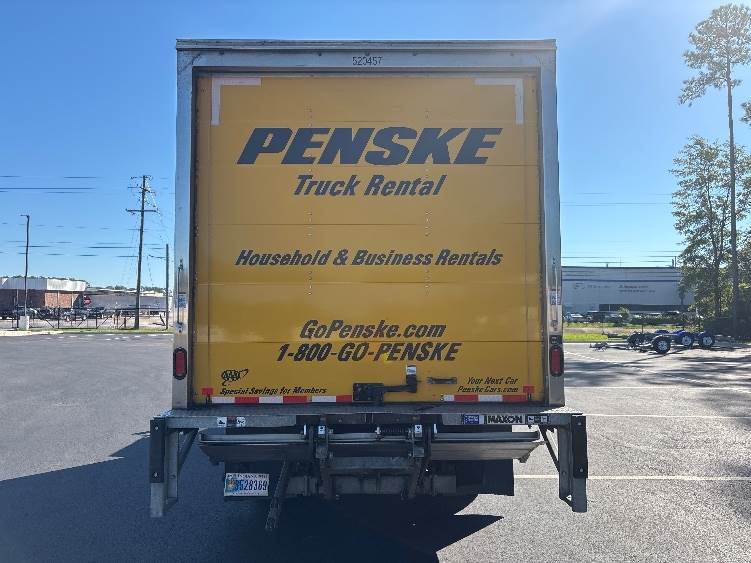 520457
PENSKE
Truck Rental
Household & Business Rentals
GoPenske.com
1-800-GO-PENSKE
AAA
Special Savings for Members
Your Next Car
PenskeCars.com
MAXON
INDIANA